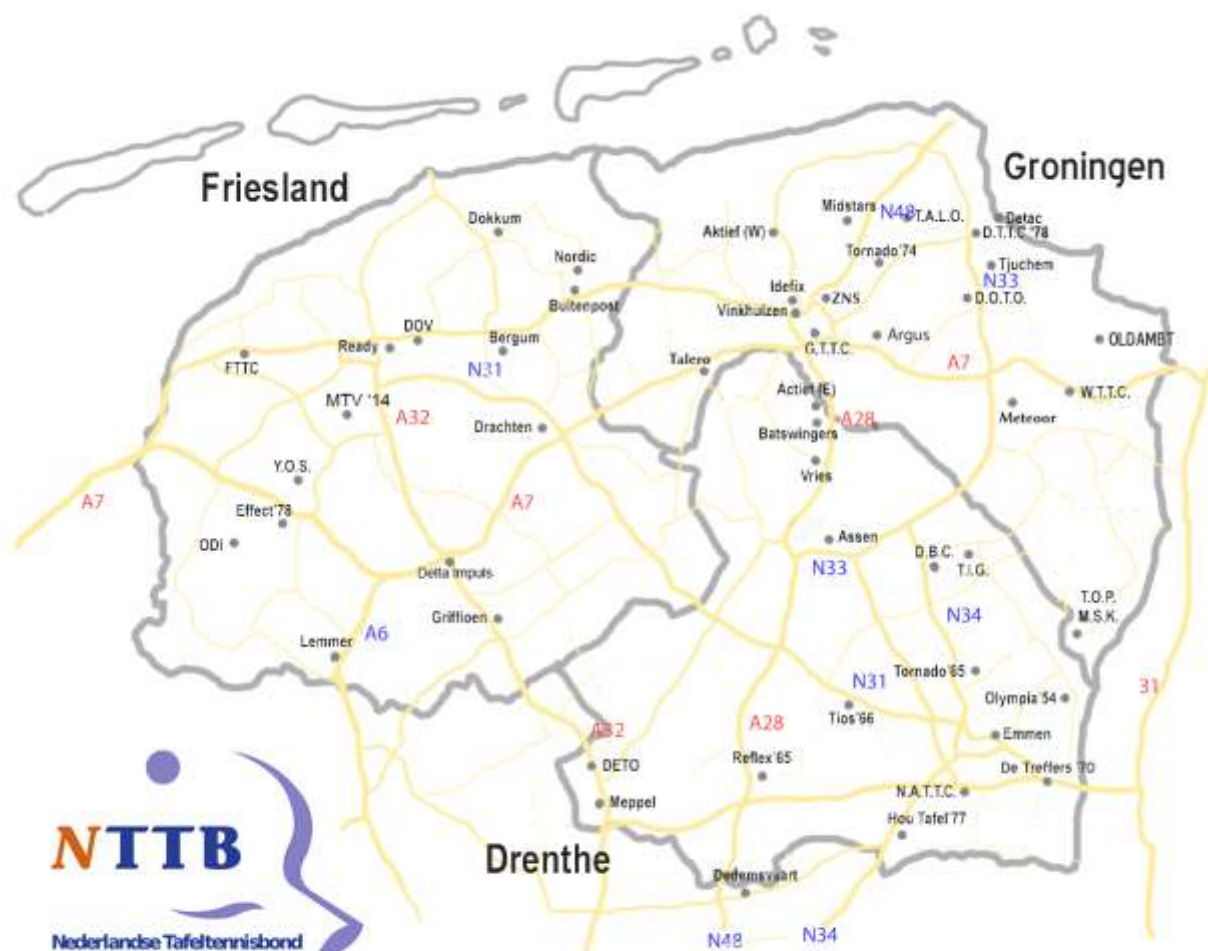 Friesland
Groningen
Dokkum
Midstars
N48
T.A.L.O.
Detac
Aktief (W)
D.T.T.C '78
Tornado'74
Nordic
Tjuchem
N33
Idefix
ZNS
D.O.T.O.
Buitenpost
Vinkhuizen
DOV
Bergum
Ready
G.T.T.C.
Argus
OLDAMBT
FTTC
N31
Talero
A7
MTV '14
A32
Actief (E)
W.T.T.C.
Drachten
A28
Meteoor
Batswingers
Y.O.S.
Vries
A7
A7
Effect'78
ODI
Assen
D.B.C.
T.I.G.
Delta Impuls
N33
T.O.P.
M.S.K.
Griffioen
N34
Lemmer
A6
Tornado'65
N31
Olympia 54
31
Tios'66
A32
A28
Emmen
DETO
Reflex'65
De Treffers '70
Meppel
N.A.T.T.C.
Hou Tafel'77
NTTB
Drenthe
Dedemsvaart
Nederlandse Tafeltennisbond
N48
N34